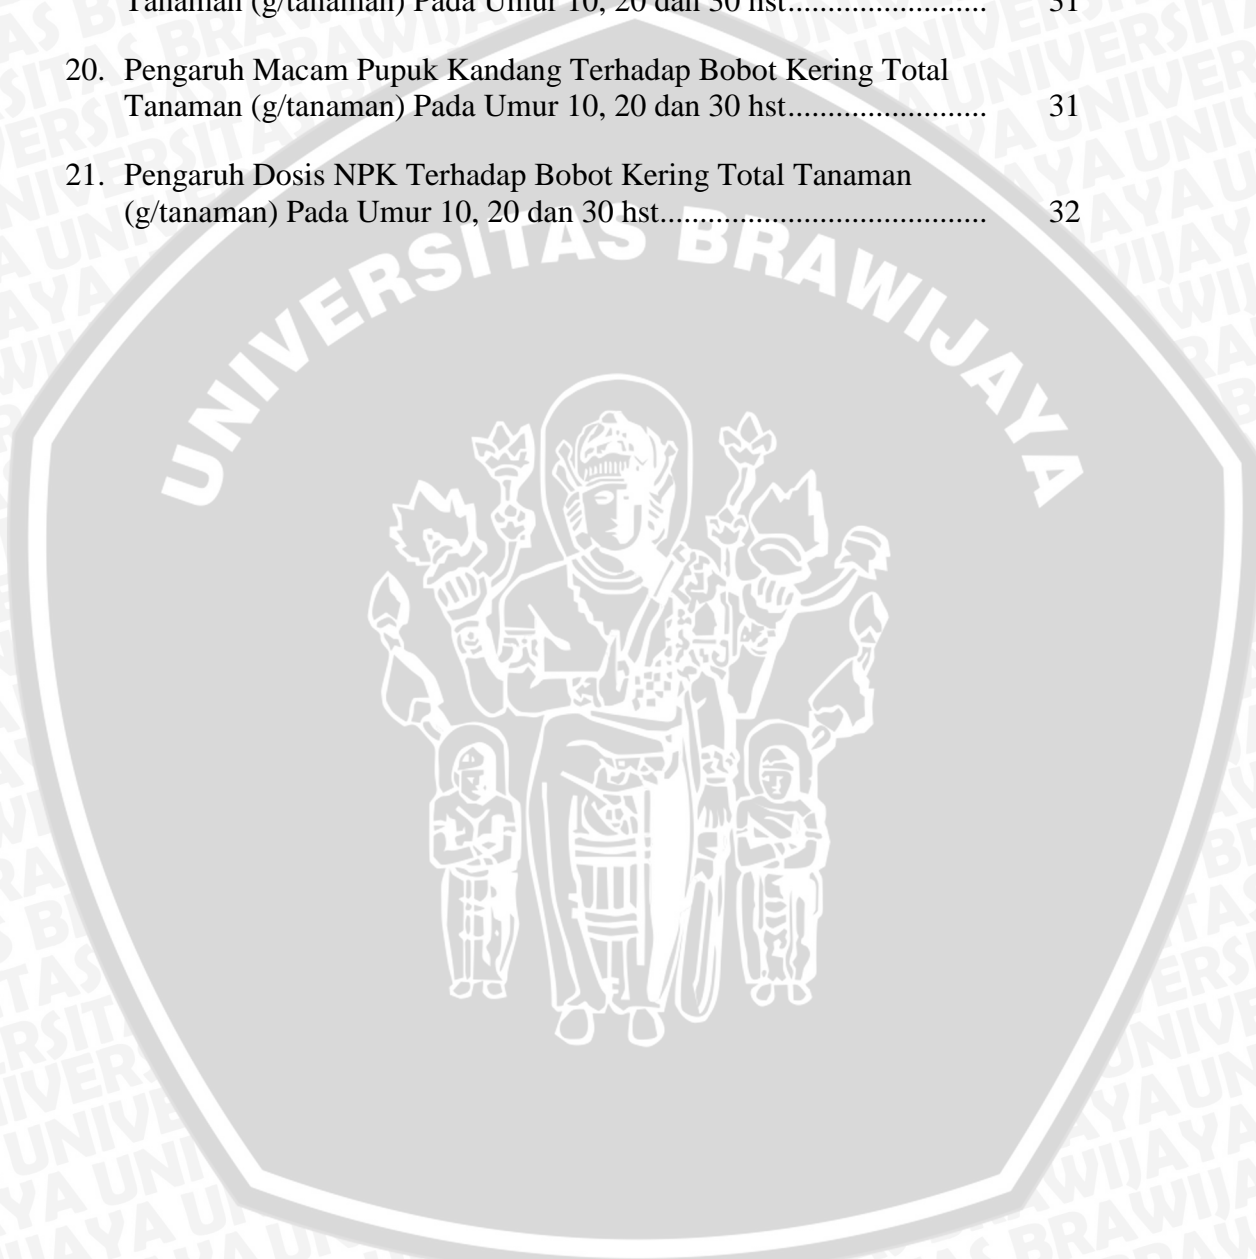 Tanaman (g/tanaman) Pada Umur 10, 20 dan 30 hst......................... 31
20. Pengaruh Macam Pupuk Kandang Terhadap Bobot Kering Total
Tanaman (g/tanaman) Pada Umur 10, 20 dan 30 hst......................... 31
21. Pengaruh Dosis NPK Terhadap Bobot Kering Total Tanaman
(g/tanaman) Pada Umur 10, 20 dan 30 hst......................................... 32
UNIVERSITAS BRAWIJAYA